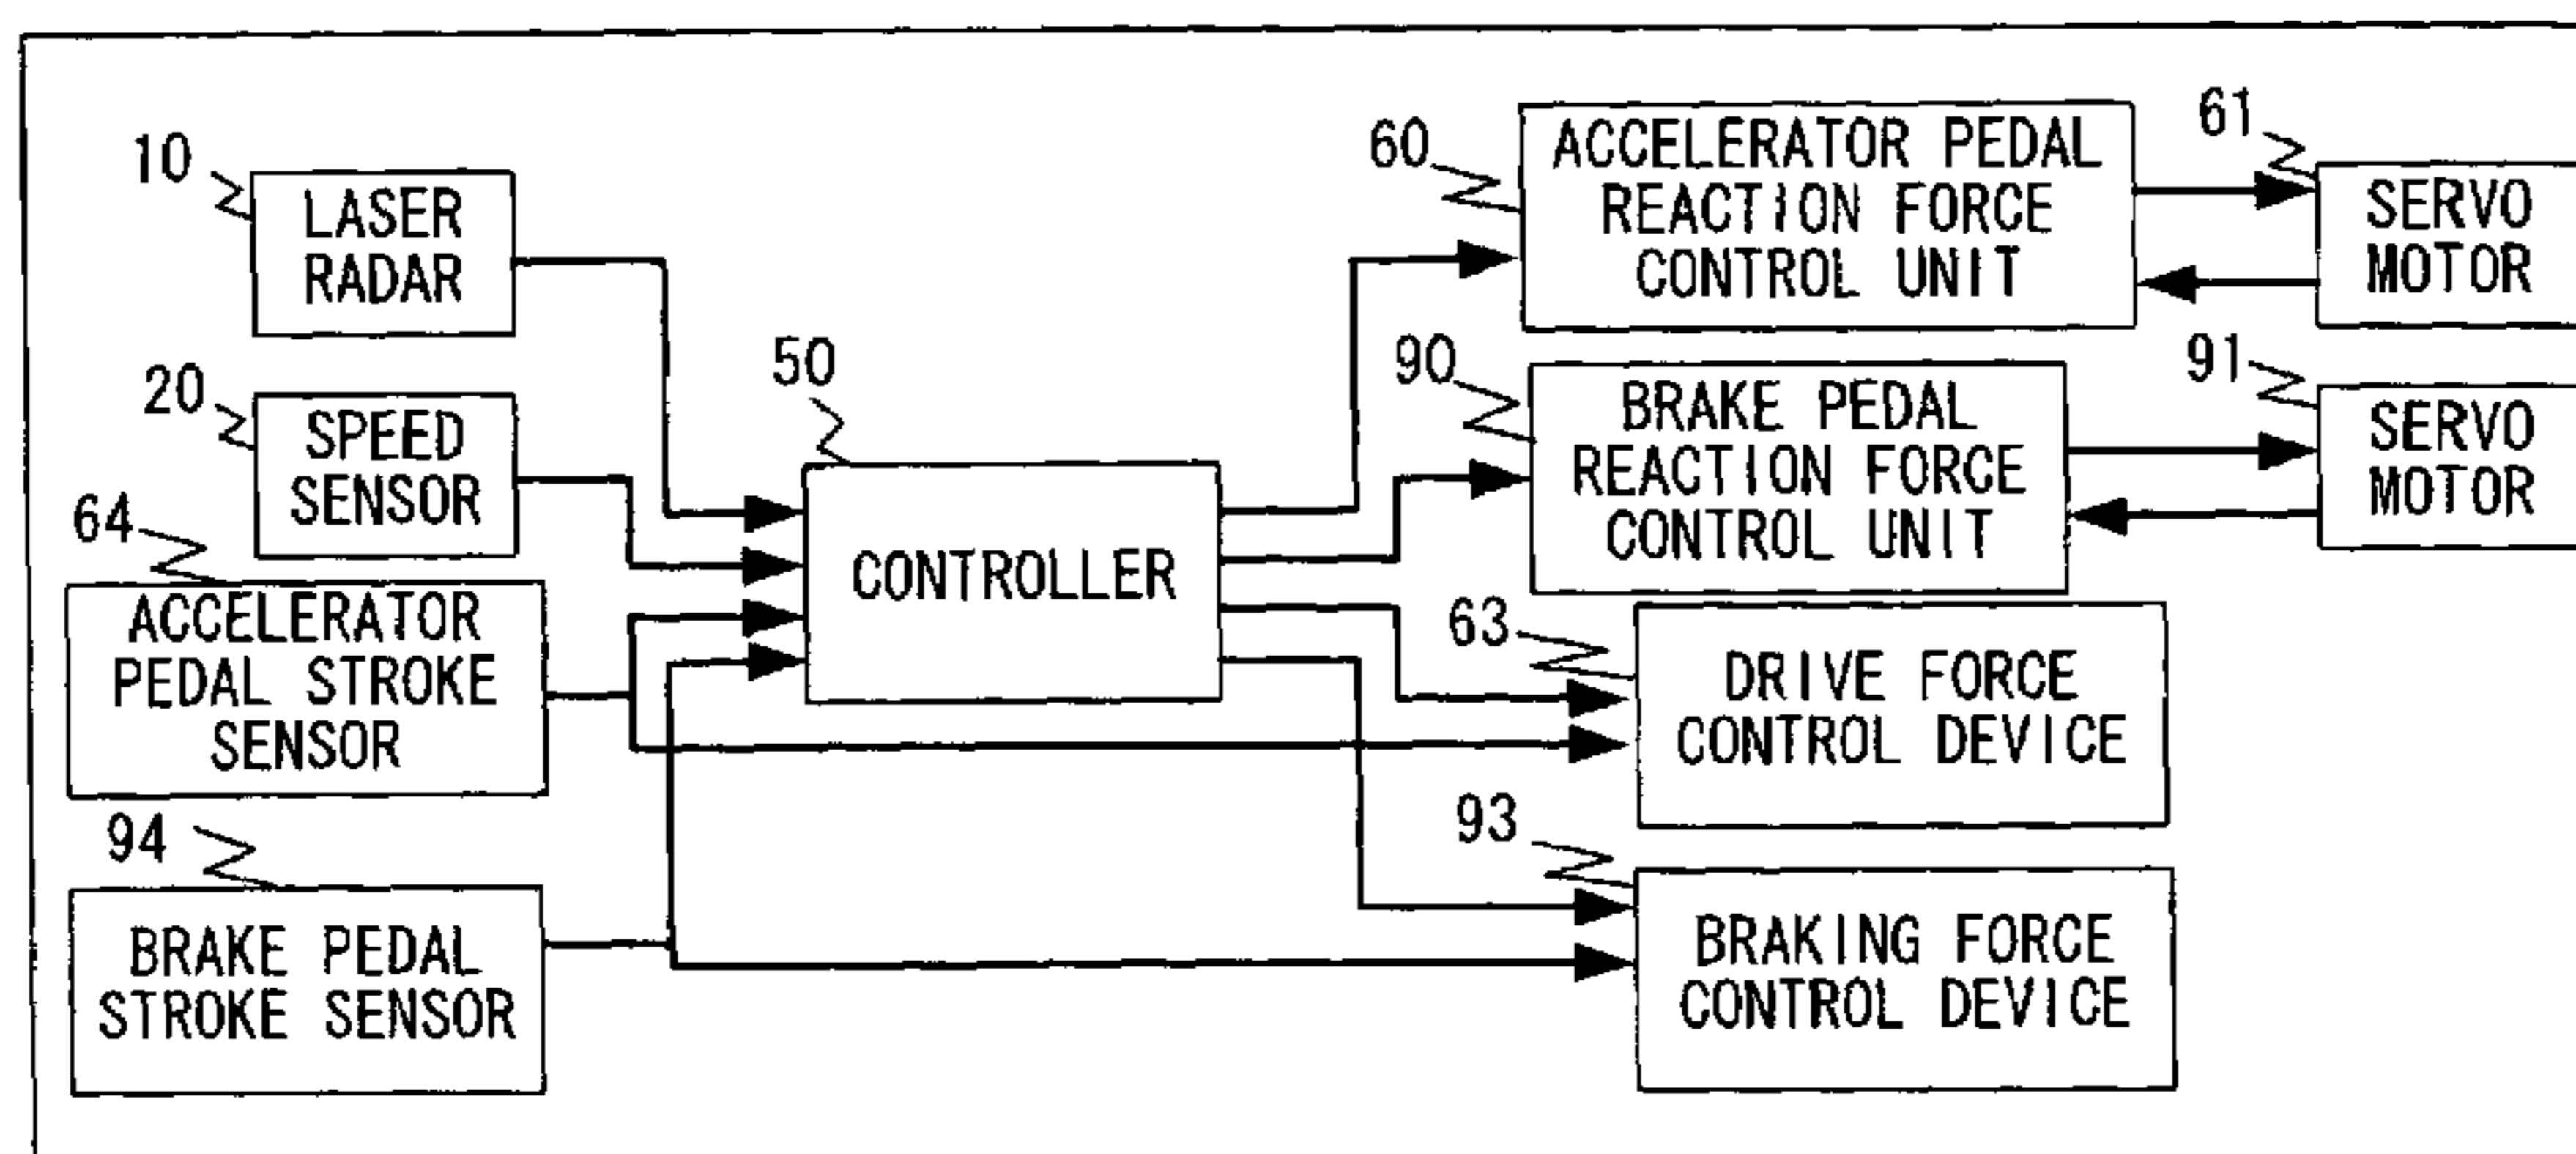 10
LASER
RADAR
20
SPEED
SENSOR
64
ACCELERATOR
PEDAL STROKE
SENSOR
94
BRAKE PEDAL
STROKE SENSOR
50
CONTROLLER
60
ACCELERATOR PEDAL
REACTION FORCE
CONTROL UNIT
61
SERVO
MOTOR
90
BRAKE PEDAL
REACTION FORCE
CONTROL UNIT
91
SERVO
MOTOR
63
DRIVE FORCE
CONTROL DEVICE
93
BRAKING FORCE
CONTROL DEVICE